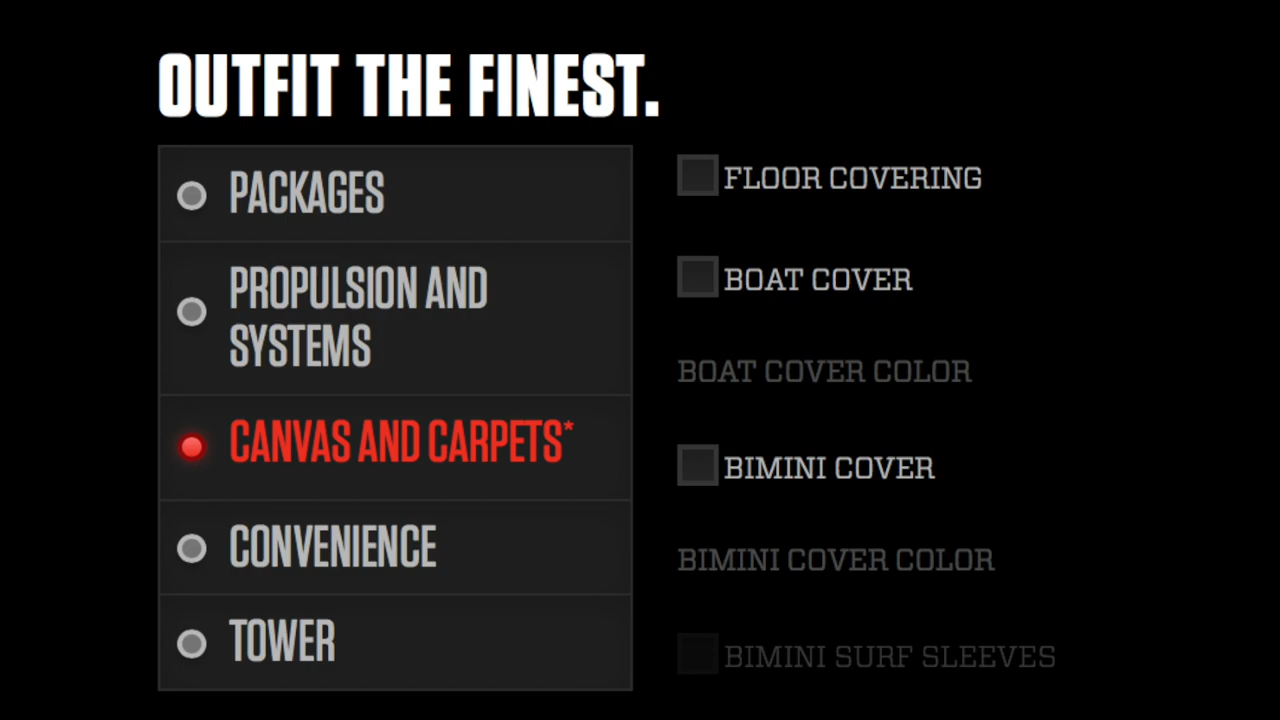 OUTFIT THE FINEST.
PACKAGES
PROPULSION AND
SYSTEMS
CANVAS AND CARPETS*
CONVENIENCE
TOWER
FLOOR COVERING
BOAT COVER
BOAT COVER COLOR
BIMINI COVER
BIMINI COVER COLOR
BIMINI SURF SLEEVES